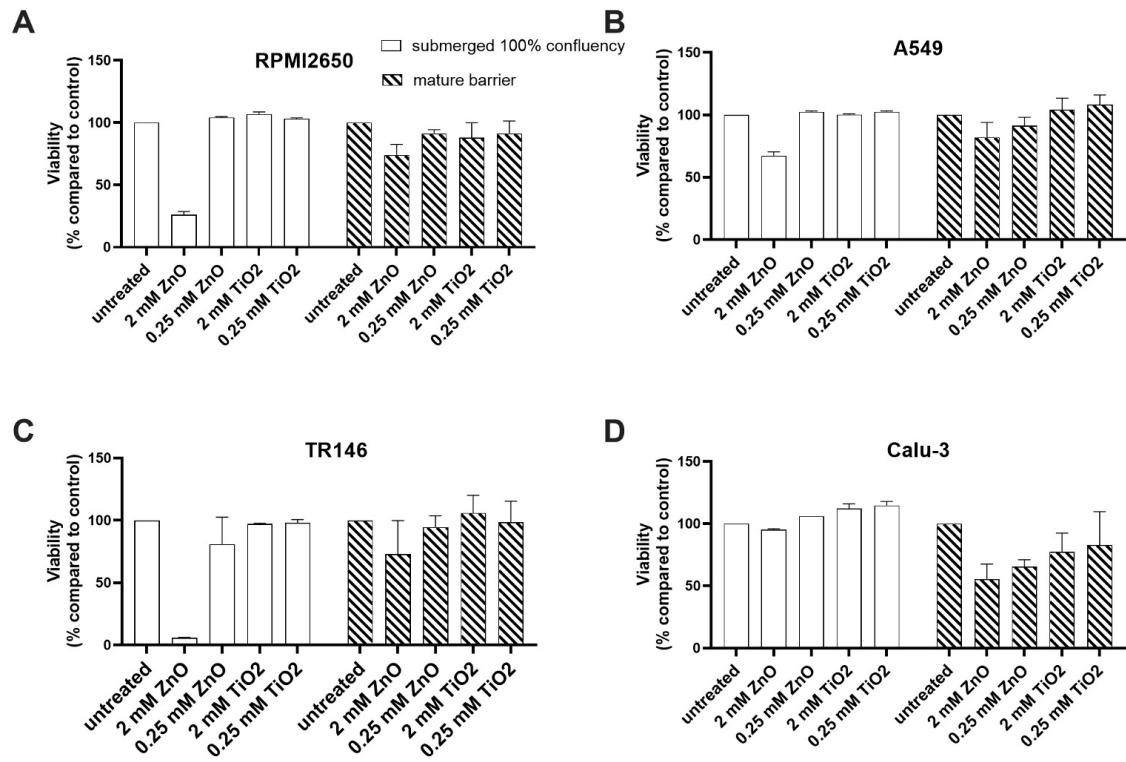 A
RPMI2650
submerged 100% confluency
mature barrier
Viability
(% compared to control)
150
100
50
0
untreated
2 mM ZnO
0.25 mM ZnO
2 mM TiO2
0.25 mM TiO2
untreated
2 mM ZnO
0.25 mM ZnO
2 mM TiO2
0.25 mM TiO2
B
A549
Viability
(% compared to control)
150
100
50
0
untreated
2 mM ZnO
0.25 mM ZnO
2 mM TiO2
0.25 mM TiO2
untreated
2 mM ZnO
0.25 mM ZnO
2 mM TiO2
0.25 mM TiO2
C
TR146
Viability
(% compared to control)
150
100
50
0
untreated
2 mM ZnO
0.25 mM ZnO
2 mM TiO2
0.25 mM TiO2
untreated
2 mM ZnO
0.25 mM ZnO
2 mM TiO2
0.25 mM TiO2
D
Calu-3
Viability
(% compared to control)
150
100
50
0
untreated
2 mM ZnO
0.25 mM ZnO
2 mM TiO2
0.25 mM TiO2
untreated
2 mM ZnO
0.25 mM ZnO
2 mM TiO2
0.25 mM TiO2